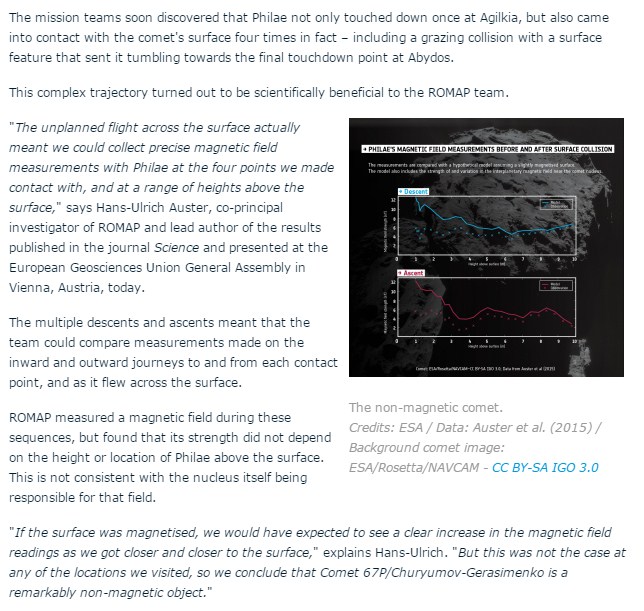 The mission teams soon discovered that Philae not only touched down once at Agilkia, but also came
into contact with the comet's surface four times in fact – including a grazing collision with a surface
feature that sent it tumbling towards the final touchdown point at Abydos.
This complex trajectory turned out to be scientifically beneficial to the ROMAP team.
"The unplanned flight across the surface actually
meant we could collect precise magnetic field
measurements with Philae at the four points we made
contact with, and at a range of heights above the
surface," says Hans-Ulrich Auster, co-principal
investigator of ROMAP and lead author of the results
published in the journal Science and presented at the
European Geosciences Union General Assembly in
Vienna, Austria, today.
The multiple descents and ascents meant that the
team could compare measurements made on the
inward and outward journeys to and from each contact
point, and as it flew across the surface.
ROMAP measured a magnetic field during these
sequences, but found that its strength did not depend
on the height or location of Philae above the surface.
This is not consistent with the nucleus itself being
responsible for that field.
→ PHILAE'S MAGNETIC FIELD MEASUREMENTS BEFORE AND AFTER SURFACE COLLISION
The measurements are compared with a hypothetical model assuming a slightly magnetised surface.
The model also includes the strength of and variation in the interplanetary magnetic field near the comet nucleus.
→ Descent
Height above surface (m)
→ Ascent
Height above surface (m)
Comet: ESA/Rosetta/NAVCAM–CC BY-SA IGO 3.0; Data from Auster et al (2015)
The non-magnetic comet.
Credits: ESA / Data: Auster et al. (2015) /
Background comet image:
ESA/Rosetta/NAVCAM - CC BY-SA IGO 3.0
"If the surface was magnetised, we would have expected to see a clear increase in the magnetic field
readings as we got closer and closer to the surface," explains Hans-Ulrich. "But this was not the case at
any of the locations we visited, so we conclude that Comet 67P/Churyumov-Gerasimenko is a
remarkably non-magnetic object."